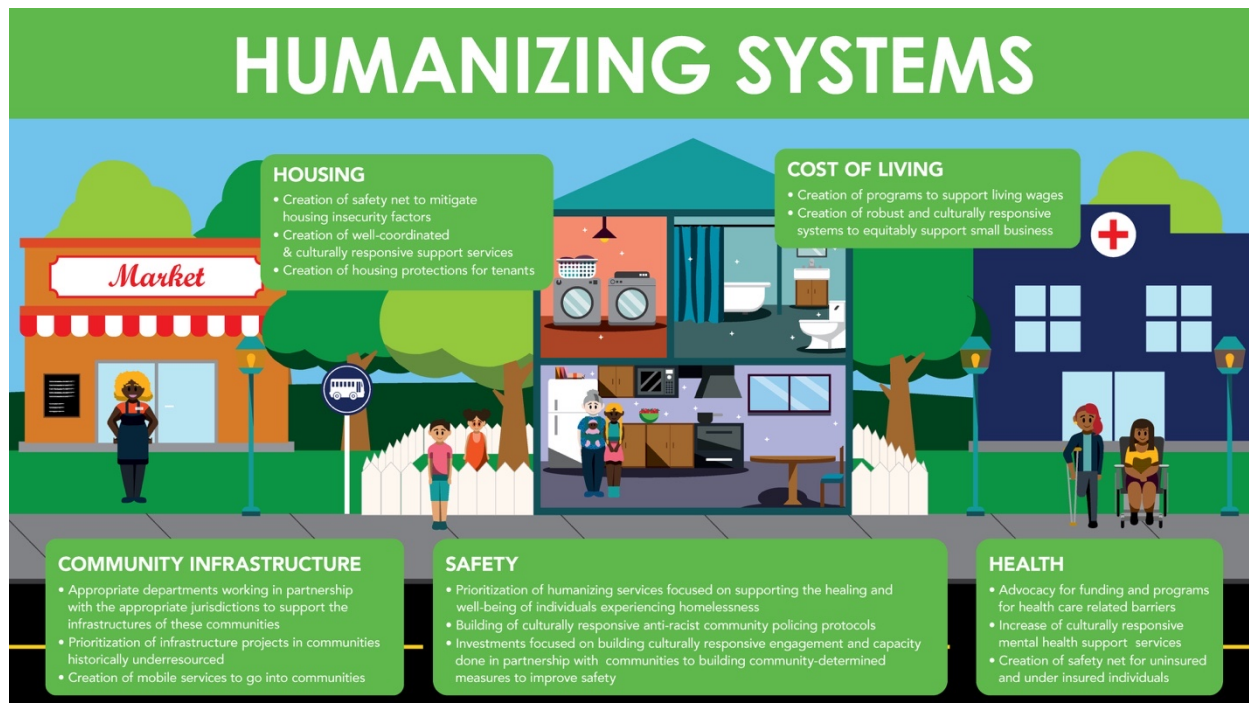 HUMANIZING SYSTEMS
HOUSING
• Creation of safety net to mitigate
housing insecurity factors
• Creation of well-coordinated
& culturally responsive support services
• Creation of housing protections for tenants
COST OF LIVING
• Creation of programs to support living wages
• Creation of robust and culturally responsive
systems to equitably support small business
Market
COMMUNITY INFRASTRUCTURE
• Appropriate departments working in partnership
with the appropriate jurisdictions to support the
infrastructures of these communities
• Prioritization of infrastructure projects in communities
historically underresourced
• Creation of mobile services to go into communities
SAFETY
• Prioritization of humanizing services focused on supporting the healing and
well-being of individuals experiencing homelessness
• Building of culturally responsive anti-racist community policing protocols
• Investments focused on building culturally responsive engagement and capacity
done in partnership with communities to building community-determined
measures to improve safety
HEALTH
• Advocacy for funding and programs
for health care related barriers
• Increase of culturally responsive
mental health support services
• Creation of safety net for uninsured
and under insured individuals